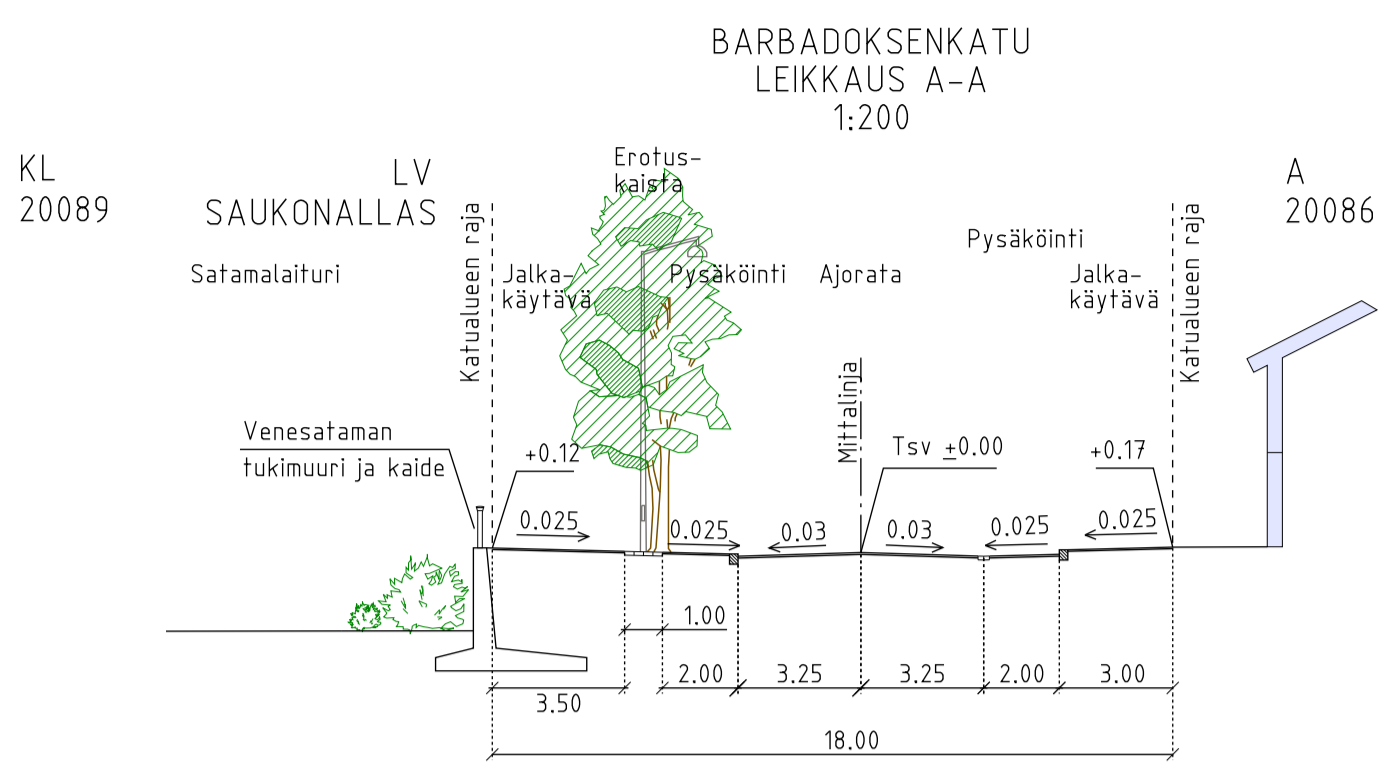 BARBADOKSENKATU
LEIKKAUS A-A
1:200
KL
20089
LV
SAUKONALLAS
A
20086
Erotus-
kaista
Satamalaituri
Katualueen raja
Jalka-
käytävä
Pysäköinti
Ajorata
Pysäköinti
Jalka-
käytävä
Katualueen raja
Mittalinja
Venesataman
tukimuuri ja kaide
+0.12
Tsv ±0.00
+0.17
0.025
0.025
0.03
0.03
0.025
0.025
1.00
2.00
3.25
3.25
2.00
3.00
3.50
18.00